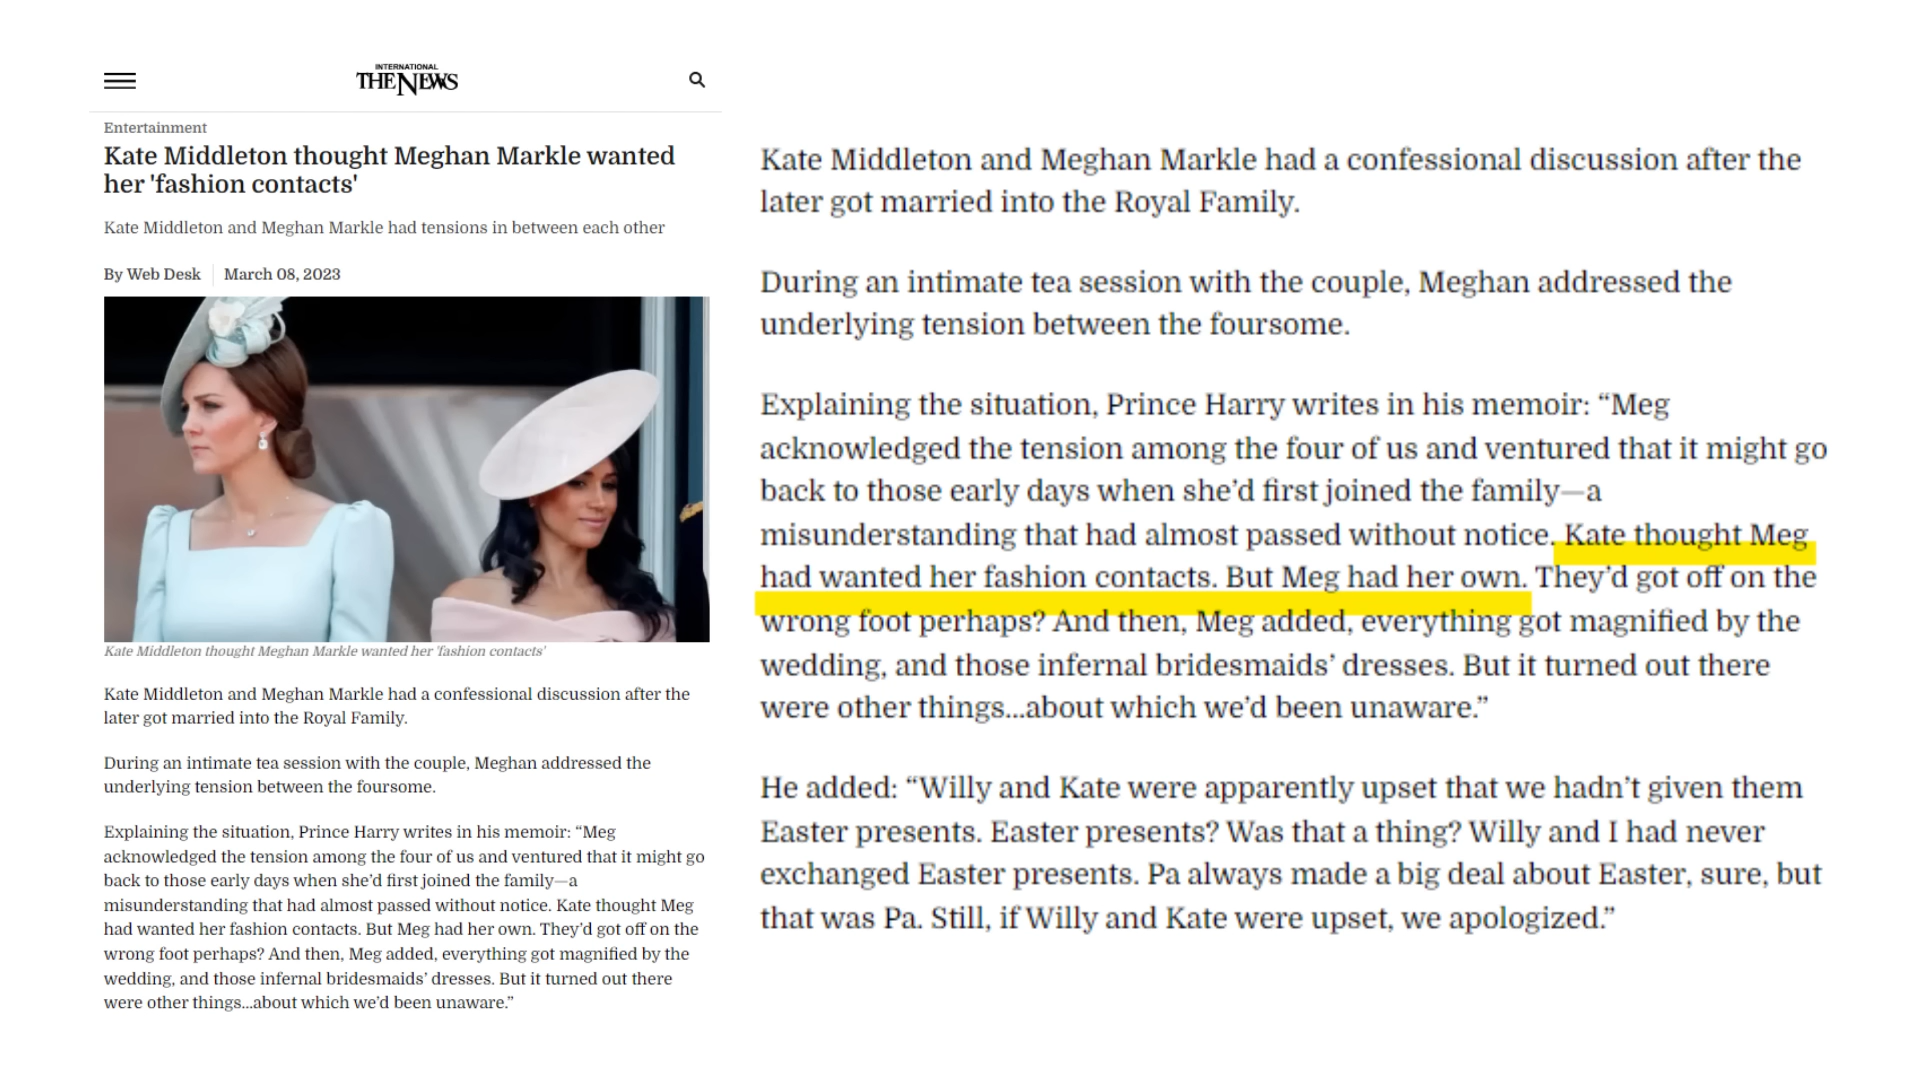 INTERNATIONAL
THE NEWS
Entertainment
Kate Middleton thought Meghan Markle wanted
her 'fashion contacts'
Kate Middleton and Meghan Markle had tensions in between each other
By Web Desk March 08, 2023
Kate Middleton thought Meghan Markle wanted her 'fashion contacts'
Kate Middleton and Meghan Markle had a confessional discussion after the
later got married into the Royal Family.
During an intimate tea session with the couple, Meghan addressed the
underlying tension between the foursome.
Explaining the situation, Prince Harry writes in his memoir: “Meg
acknowledged the tension among the four of us and ventured that it might go
back to those early days when she’d first joined the family—a
misunderstanding that had almost passed without notice. Kate thought Meg
had wanted her fashion contacts. But Meg had her own. They’d got off on the
wrong foot perhaps? And then, Meg added, everything got magnified by the
wedding, and those infernal bridesmaids’ dresses. But it turned out there
were other things...about which we’d been unaware.”
Kate Middleton and Meghan Markle had a confessional discussion after the
later got married into the Royal Family.
During an intimate tea session with the couple, Meghan addressed the
underlying tension between the foursome.
Explaining the situation, Prince Harry writes in his memoir: “Meg
acknowledged the tension among the four of us and ventured that it might go
back to those early days when she’d first joined the family—a
misunderstanding that had almost passed without notice. Kate thought Meg
had wanted her fashion contacts. But Meg had her own. They’d got off on the
wrong foot perhaps? And then, Meg added, everything got magnified by the
wedding, and those infernal bridesmaids’ dresses. But it turned out there
were other things...about which we’d been unaware.”
He added: “Willy and Kate were apparently upset that we hadn’t given them
Easter presents. Easter presents? Was that a thing? Willy and I had never
exchanged Easter presents. Pa always made a big deal about Easter, sure, but
that was Pa. Still, if Willy and Kate were upset, we apologized.”